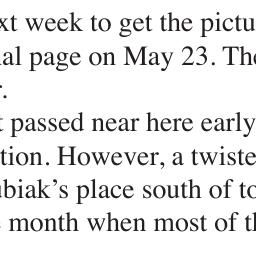 xt week to get the pictu
al page on May 23. The
r.
t passed near here early
tion. However, a twiste
ubiak’s place south of to
month when most of th